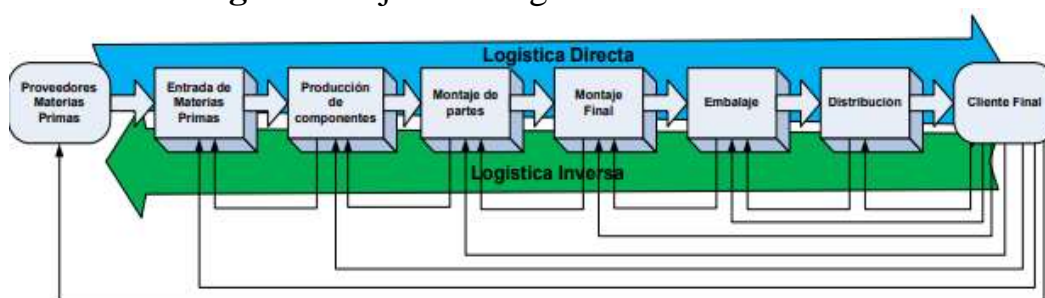 Logística Directa
Proveedores
Materias
Primas
Entrada de
Materias
Primas
Producción
de
componentes
Montaje de
partes
Montaje
Final
Embalaje
Distribución
Cliente Final
Logística Inversa